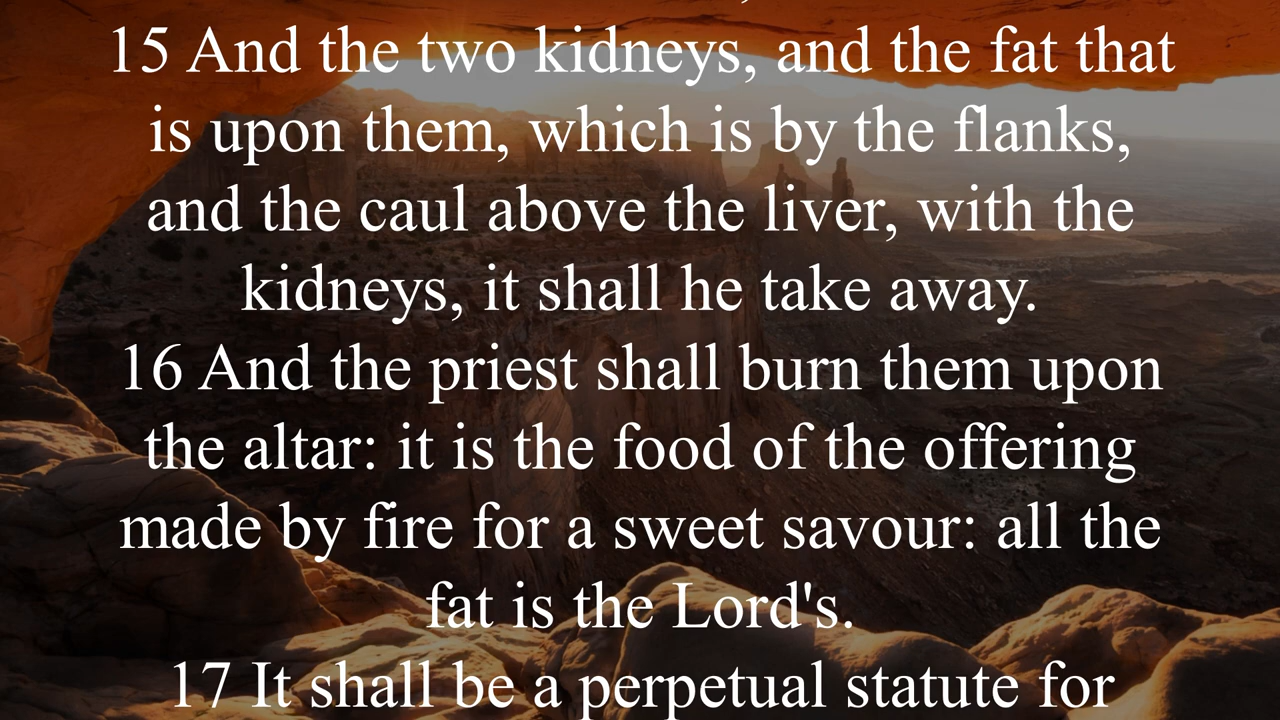 15 And the two kidneys, and the fat that
is upon them, which is by the flanks,
and the caul above the liver, with the
kidneys, it shall he take away.
16 And the priest shall burn them upon
the altar: it is the food of the offering
made by fire for a sweet savour: all the
fat is the Lord's.
17 It shall be a perpetual statute for